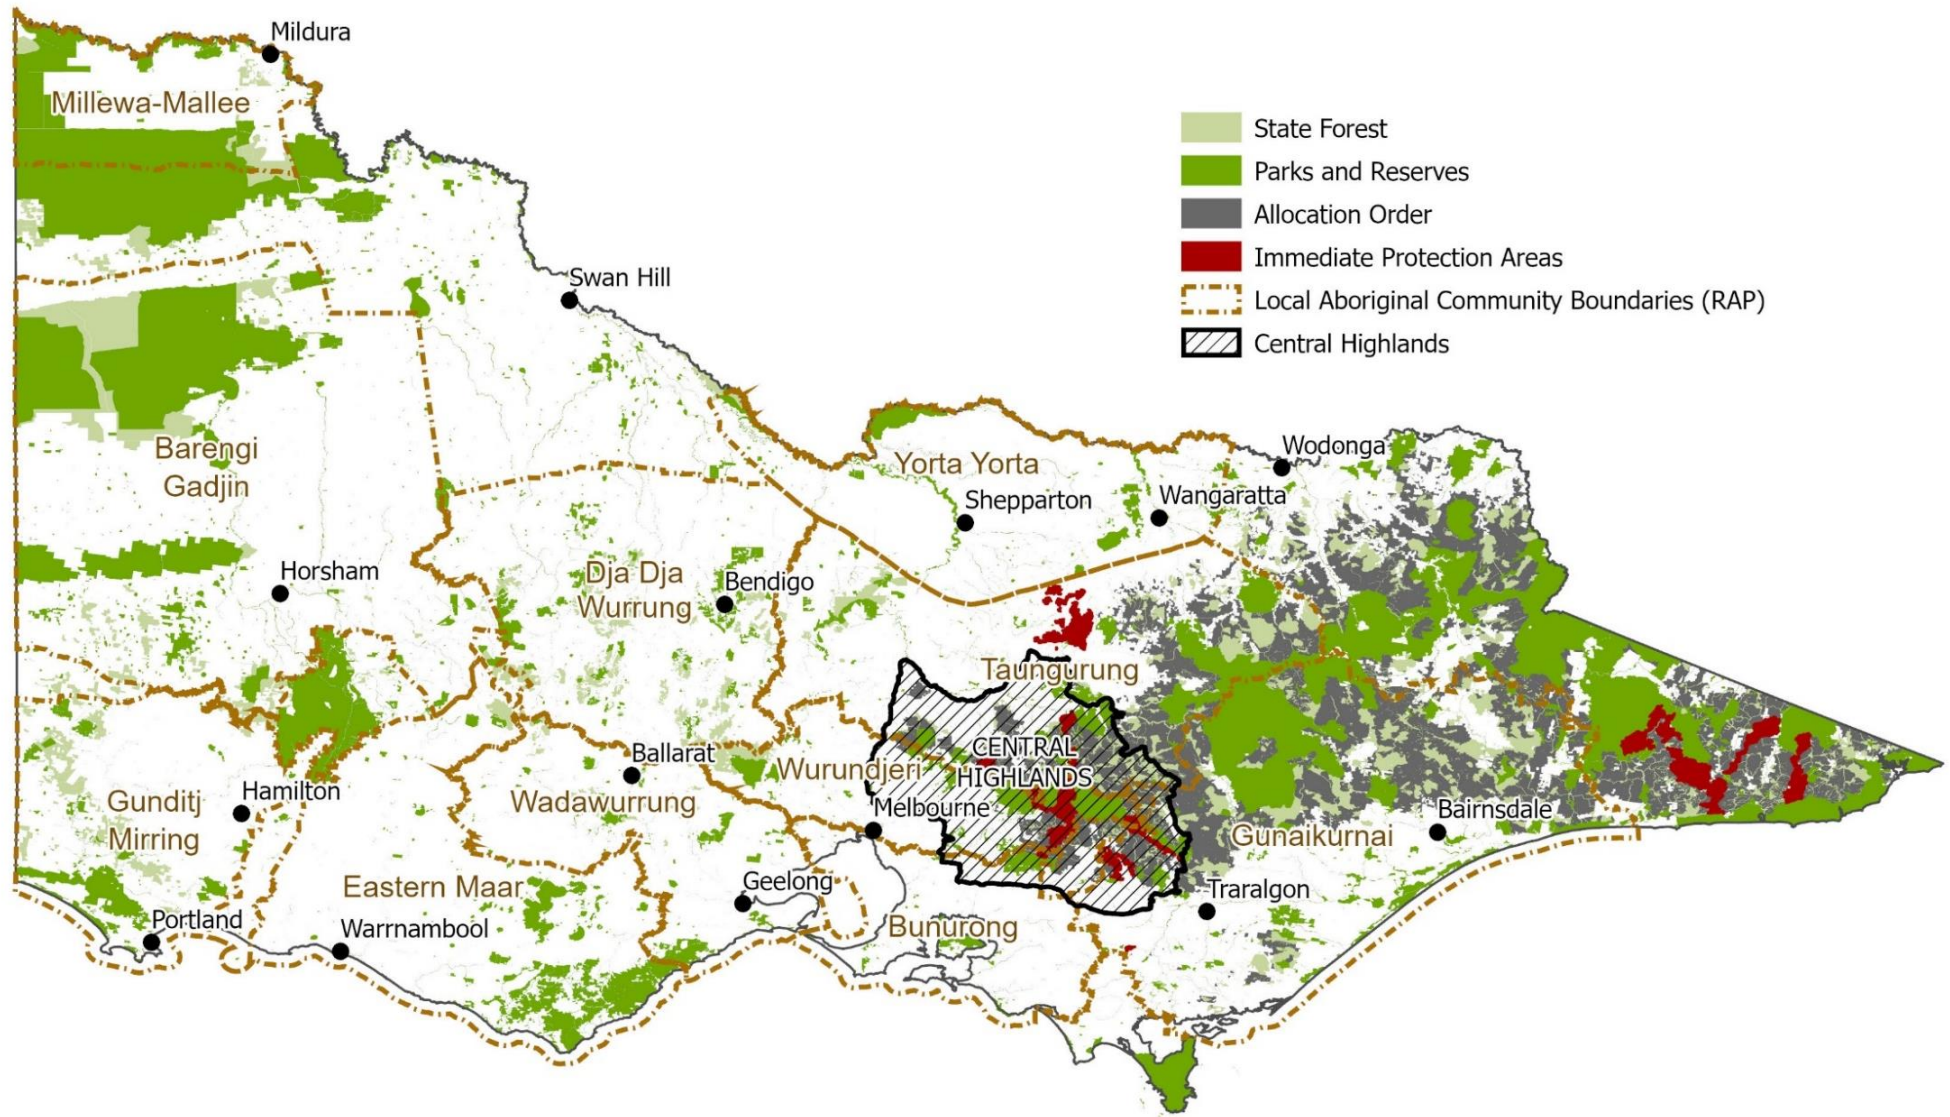 Mildura
Millewa-Mallee
State Forest
Parks and Reserves
Allocation Order
Immediate Protection Areas
Local Aboriginal Community Boundaries (RAP)
Central Highlands
Swan Hill
Barengi
Gadjin
Wodonga
Yorta Yorta
Shepparton
Wangaratta
Horsham
Dja Dja
Wurrung
Bendigo
Taungurung
CENTRAL
HIGHLANDS
Ballarat
Wurundjeri
Gunditj
Mirring
Hamilton
Wadawurrung
Melbourne
Bairnsdale
Gunaikurnai
Eastern Maar
Geelong
Traralgon
Portland
Warrnambool
Bunurong